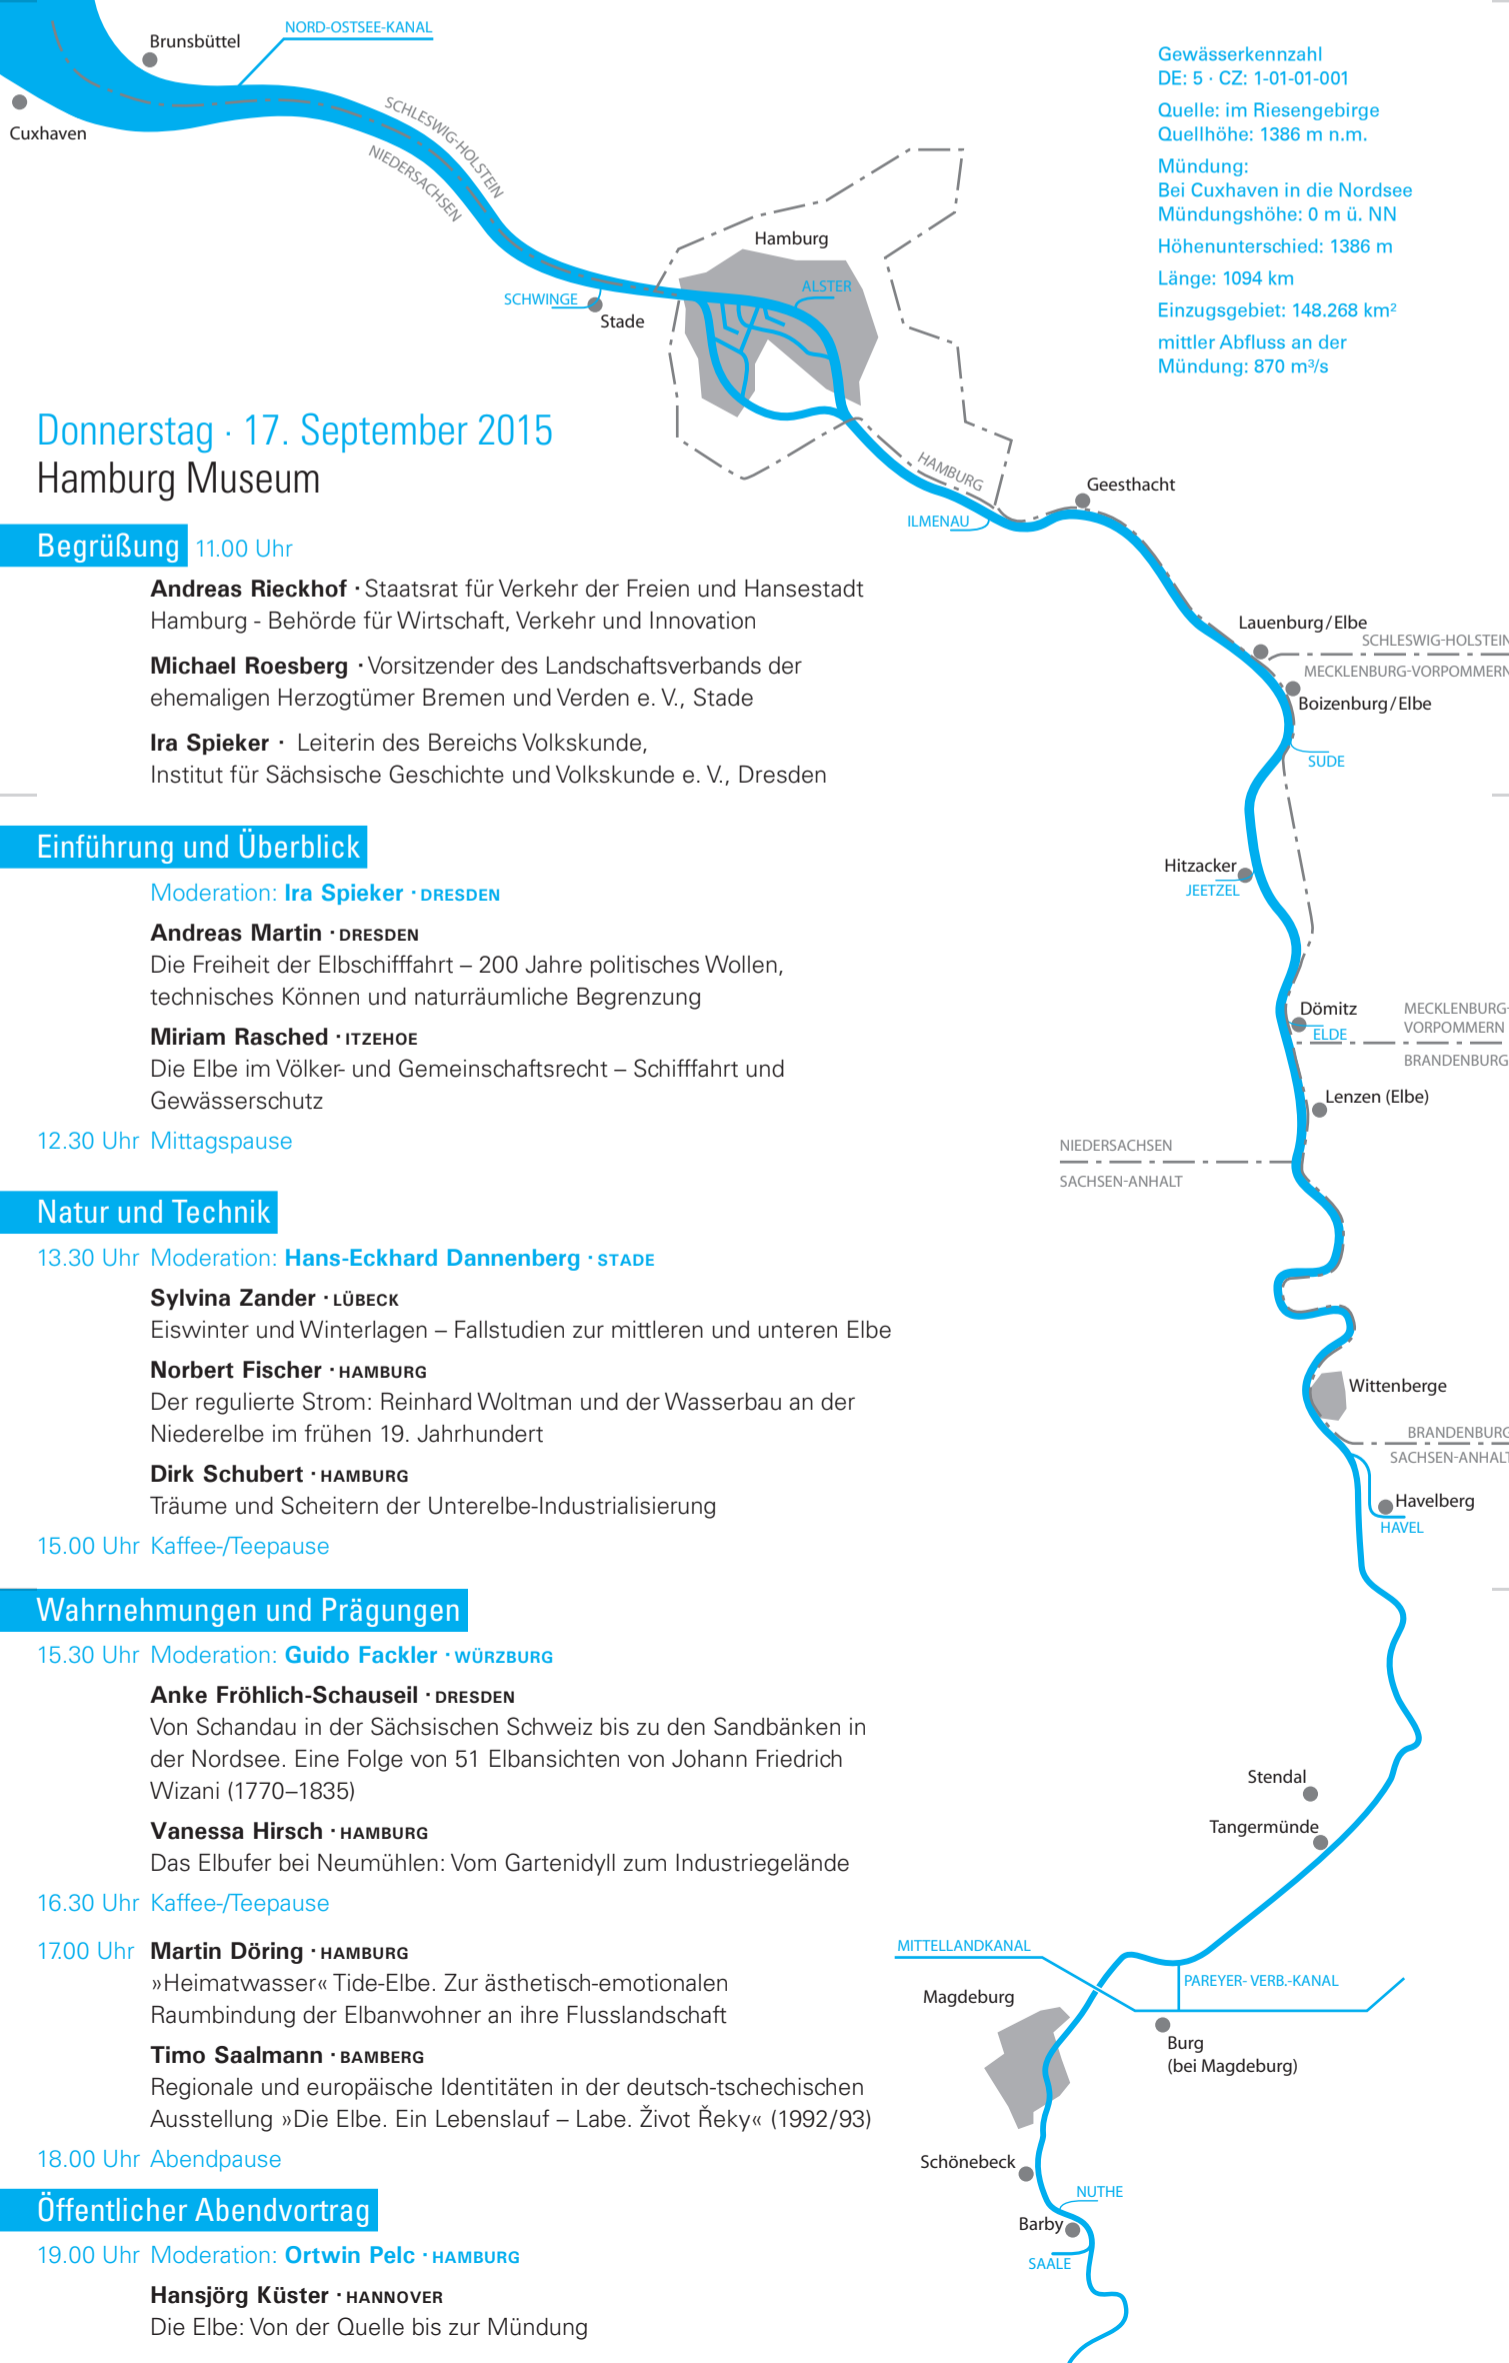 NORD-OSTSEE-KANAL
Brunsbüttel
Cuxhaven
SCHLESWIG-HOLSTEIN
NIEDERSACHSEN
Gewässerkennzahl
DE: 5 · CZ: 1-01-01-001
Quelle: im Riesengebirge
Quellhöhe: 1386 m n.m.
Mündung:
Bei Cuxhaven in die Nordsee
Mündungshöhe: 0 m ü. NN
Höhenunterschied: 1386 m
Länge: 1094 km
Einzugsgebiet: 148.268 km²
mittler Abfluss an der
Mündung: 870 m³/s
Hamburg
ALSTER
SCHWINGE
Stade
HAMBURG
ILMENAU
Geesthacht
Donnerstag · 17. September 2015
Hamburg Museum
Begrüßung 11.00 Uhr
Andreas Rieckhof · Staatsrat für Verkehr der Freien und Hansestadt
Hamburg - Behörde für Wirtschaft, Verkehr und Innovation
Michael Roesberg · Vorsitzender des Landschaftsverbands der
ehemaligen Herzogtümer Bremen und Verden e. V., Stade
Ira Spieker · Leiterin des Bereichs Volkskunde,
Institut für Sächsische Geschichte und Volkskunde e. V., Dresden
Einführung und Überblick
Moderation: Ira Spieker · DRESDEN
Andreas Martin · DRESDEN
Die Freiheit der Elbschifffahrt – 200 Jahre politisches Wollen,
technisches Können und naturräumliche Begrenzung
Miriam Rasched · ITZEHOE
Die Elbe im Völker- und Gemeinschaftsrecht – Schifffahrt und
Gewässerschutz
12.30 Uhr Mittagspause
Natur und Technik
13.30 Uhr Moderation: Hans-Eckhard Dannenberg · STADE
Sylvina Zander · LÜBECK
Eiswinter und Winterlagen – Fallstudien zur mittleren und unteren Elbe
Norbert Fischer · HAMBURG
Der regulierte Strom: Reinhard Woltman und der Wasserbau an der
Niederelbe im frühen 19. Jahrhundert
Dirk Schubert · HAMBURG
Träume und Scheitern der Unterelbe-Industrialisierung
15.00 Uhr Kaffee-/Teepause
Wahrnehmungen und Prägungen
15.30 Uhr Moderation: Guido Fackler · WÜRZBURG
Anke Fröhlich-Schauseil · DRESDEN
Von Schandau in der Sächsischen Schweiz bis zu den Sandbänken in
der Nordsee. Eine Folge von 51 Elbansichten von Johann Friedrich
Wizani (1770–1835)
Vanessa Hirsch · HAMBURG
Das Elbufer bei Neumühlen: Vom Gartenidyll zum Industriegelände
16.30 Uhr Kaffee-/Teepause
17.00 Uhr Martin Döring · HAMBURG
»Heimatwasser« Tide-Elbe. Zur ästhetisch-emotionalen
Raumbindung der Elbanwohner an ihre Flusslandschaft
Timo Saalmann · BAMBERG
Regionale und europäische Identitäten in der deutsch-tschechischen
Ausstellung »Die Elbe. Ein Lebenslauf – Labe. Život Řeky« (1992/93)
18.00 Uhr Abendpause
Öffentlicher Abendvortrag
19.00 Uhr Moderation: Ortwin Pelc · HAMBURG
Hansjörg Küster · HANNOVER
Die Elbe: Von der Quelle bis zur Mündung
Lauenburg/Elbe
SCHLESWIG-HOLSTEIN
MECKLENBURG-VORPOMMERN
Boizenburg/Elbe
SUDE
Hitzacker
JEETZEL
Dömitz
ELDE
MECKLENBURG-
VORPOMMERN
BRANDENBURG
Lenzen (Elbe)
NIEDERSACHSEN
SACHSEN-ANHALT
Wittenberge
BRANDENBURG
SACHSEN-ANHALT
Havelberg
HAVEL
Stendal
Tangermünde
MITTELLANDKANAL
PAREYER- VERB.-KANAL
Magdeburg
Burg
(bei Magdeburg)
Schönebeck
NUTHE
Barby
SAALE